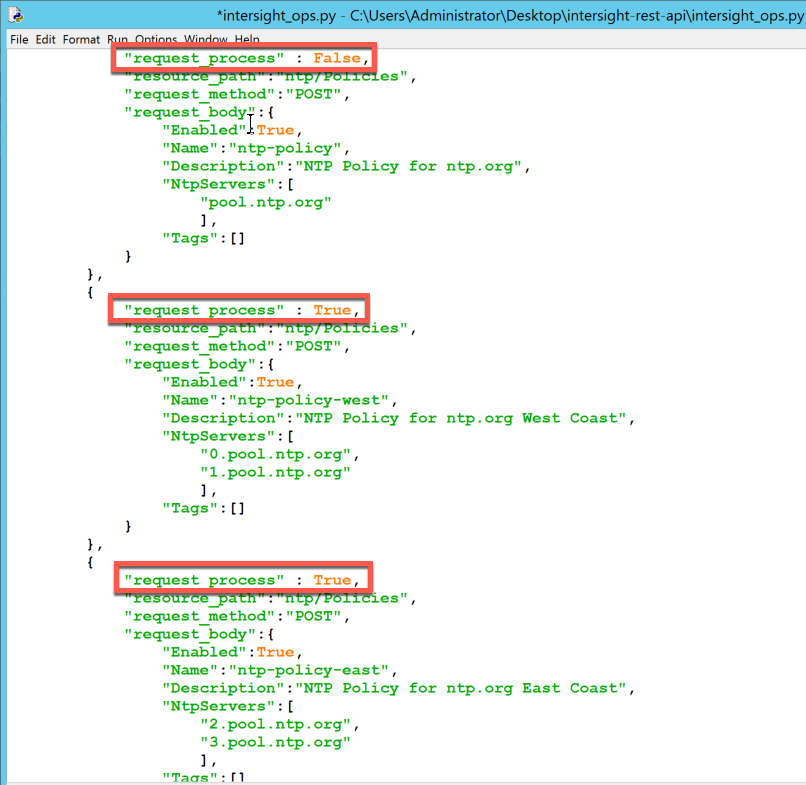 *intersight_ops.py - C:\Users\Administrator\Desktop\intersight-rest-api\intersight_ops.py
File Edit Format Run Options Window Help
"request_process" : False,
"resource_path":"ntp/Policies",
"request_method":"POST",
"request_body":{
"Enabled":True,
"Name":"ntp-policy",
"Description":"NTP Policy for ntp.org",
"NtpServers":[
"pool.ntp.org"
],
"Tags":[]
}
},
{
"request_process" : True,
"resource_path":"ntp/Policies",
"request_method":"POST",
"request_body":{
"Enabled":True,
"Name":"ntp-policy-west",
"Description":"NTP Policy for ntp.org West Coast",
"NtpServers":[
"0.pool.ntp.org",
"1.pool.ntp.org"
],
"Tags":[]
}
},
{
"request_process" : True,
"resource_path":"ntp/Policies",
"request_method":"POST",
"request_body":{
"Enabled":True,
"Name":"ntp-policy-east",
"Description":"NTP Policy for ntp.org East Coast",
"NtpServers":[
"2.pool.ntp.org",
"3.pool.ntp.org"
],
"Tags":[]